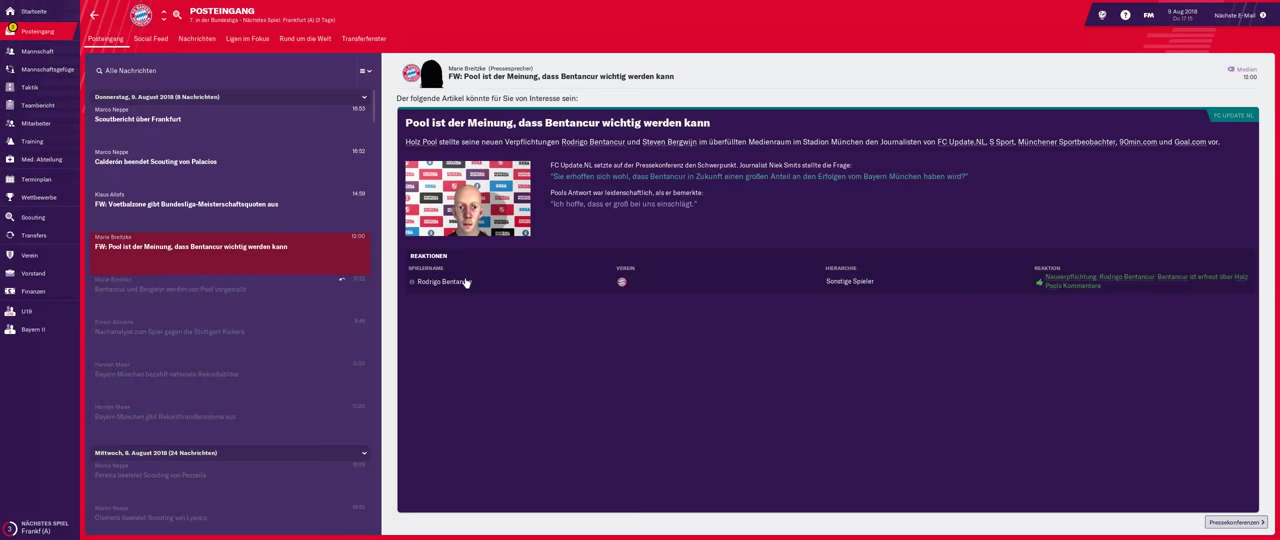 Startseite
Posteingang
Mannschaft
Mannschaftsgefüge
Taktik
Teambericht
Mitarbeiter
Training
Med. Abteilung
Terminplan
Wettbewerbe
Scouting
Transfers
Verein
Vorstand
Finanzen
U19
Bayern II
3
NÄCHSTES SPIEL
Frankf (A)
POSTEINGANG
7. in der Bundesliga - Nächstes Spiel: Frankfurt (A) (3 Tage)
FM
9 Aug 2018
Do 17:15
Nächste E-Mail
Posteingang
Social Feed
Nachrichten
Ligen im Fokus
Rund um die Welt
Transferfenster
Alle Nachrichten
Donnerstag, 9. August 2018 (8 Nachrichten)
Marco Neppe
16:53
Scoutbericht über Frankfurt
Marco Neppe
16:52
Calderón beendet Scouting von Palacios
Klaus Allofs
14:59
FW: Voetbalzone gibt Bundesliga-Meisterschaftsquoten aus
Marie Breitzke
12:00
FW: Pool ist der Meinung, dass Bentancur wichtig werden kann
Marie Breitzke
Bentancur und Bergwijn werden von Pool vorgestellt
Nachanalyse zum Spiel gegen die Stuttgart Kickers
Bayern München bezahlt nationale Rekordablöse
Bayern München gibt Rekordtransfersumme aus
Mittwoch, 8. August 2018 (24 Nachrichten)
Marco Neppe
Pereira beendet Scouting von Pezzella
Marco Neppe
Clemens beendet Scouting von Lyanco
Marie Breitzke (Pressesprecher)
FW: Pool ist der Meinung, dass Bentancur wichtig werden kann
Medien
12:00
Der folgende Artikel könnte für Sie von Interesse sein:
FC UPDATE.NL
Pool ist der Meinung, dass Bentancur wichtig werden kann
Holz Pool stellte seine neuen Verpflichtungen Rodrigo Bentancur und Steven Bergwijn im überfüllten Medienraum im Stadion München den Journalisten von FC Update.NL, S Sport, Münchener Sportbeobachter, 90min.com und Goal.com vor.
FC Update.NL setzte auf der Pressekonferenz den Schwerpunkt. Journalist Niek Smits stellte die Frage:
"Sie erhoffen sich wohl, dass Bentancur in Zukunft einen großen Anteil an den Erfolgen vom Bayern München haben wird?"
Pools Antwort war leidenschaftlich, als er bemerkte:
"Ich hoffe, dass er groß bei uns einschlägt."
REAKTIONEN
SPIELERNAME
VEREIN
HIERARCHIE
REAKTION
Rodrigo Bentancur
Sonstige Spieler
Neuverpflichtung: Rodrigo Bentancur: Bentancur ist erfreut über Holz
Pools Kommentare
Pressekonferenzen